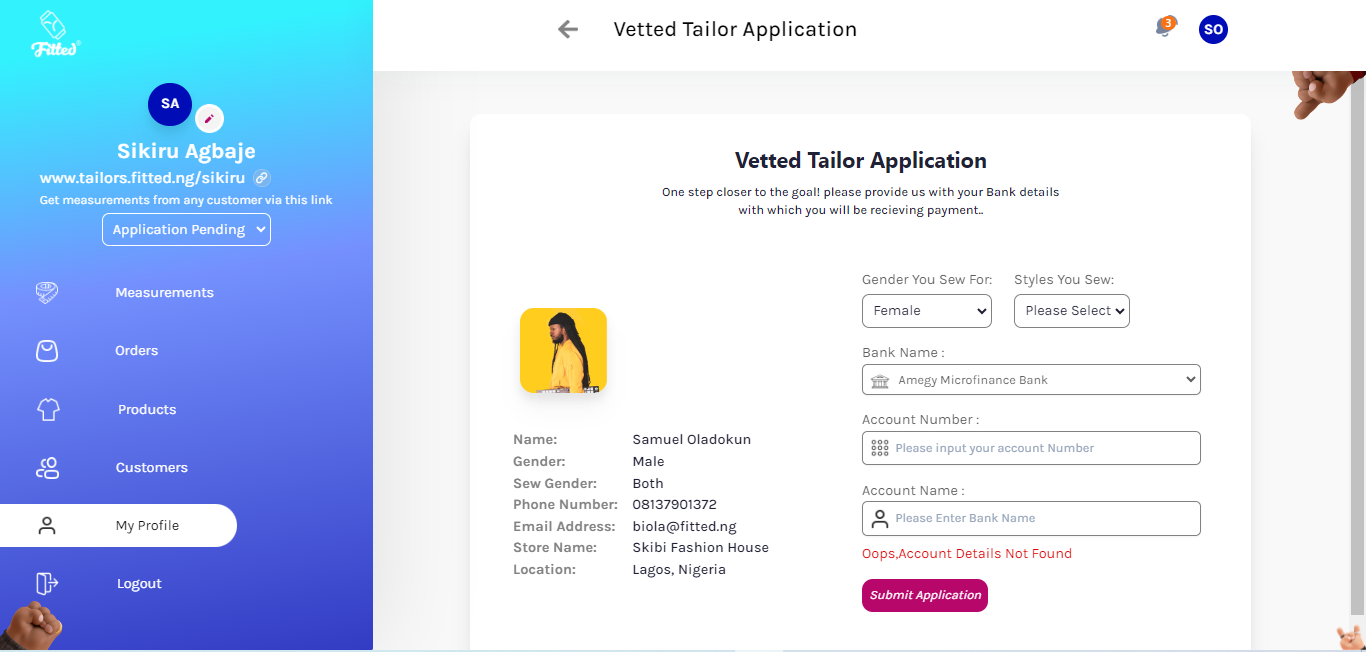 Fitted
SA
Sikiru Agbaje
www.tailors.fitted.ng/sikiru
Get measurements from any customer via this link
Application Pending
Measurements
Orders
Products
Customers
My Profile
Logout
Vetted Tailor Application
3
SO
Vetted Tailor Application
One step closer to the goal! please provide us with your Bank details
with which you will be recieving payment..
Name: Samuel Oladokun
Gender: Male
Sew Gender: Both
Phone Number: 08137901372
Email Address: biola@fitted.ng
Store Name: Skibi Fashion House
Location: Lagos, Nigeria
Gender You Sew For: Styles You Sew:
Female Please Select
Bank Name :
Amegy Microfinance Bank
Account Number :
Please input your account Number
Account Name :
Please Enter Bank Name
Oops,Account Details Not Found
Submit Application